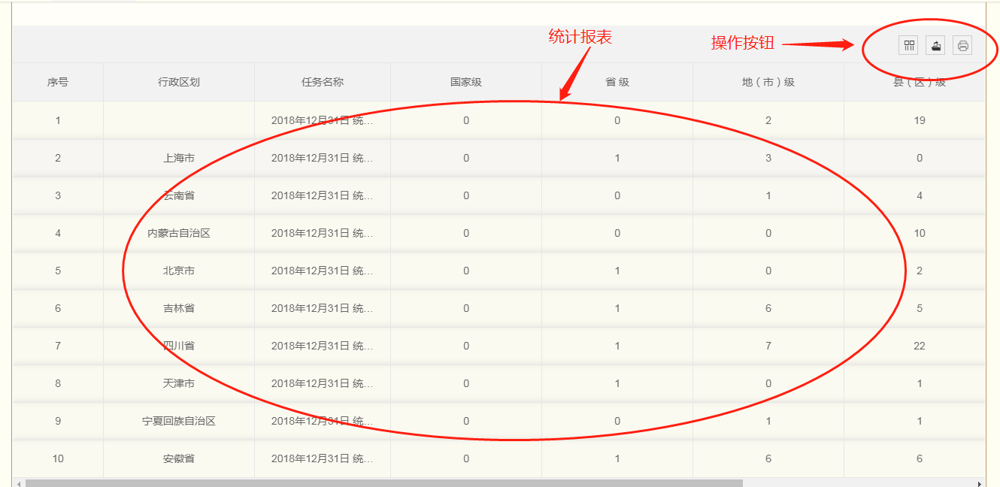 统计报表
操作按钮
序号 行政区划 任务名称 国家级 省 级 地（市）级 县（区）级
1 2018年12月31日 统... 0 0 2 19
2 上海市 2018年12月31日 统... 0 1 3 0
3 云南省 2018年12月31日 统... 0 0 1 4
4 内蒙古自治区 2018年12月31日 统... 0 0 0 10
5 北京市 2018年12月31日 统... 0 1 0 2
6 吉林省 2018年12月31日 统... 0 1 6 5
7 四川省 2018年12月31日 统... 0 1 7 22
8 天津市 2018年12月31日 统... 0 1 0 1
9 宁夏回族自治区 2018年12月31日 统... 0 0 1 1
10 安徽省 2018年12月31日 统... 0 1 6 6